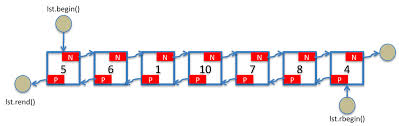 lst.begin()
N N N N N N N
5 6 1 10 7 8 4
P P P P P P P
lst.rend()
lst.rbegin()